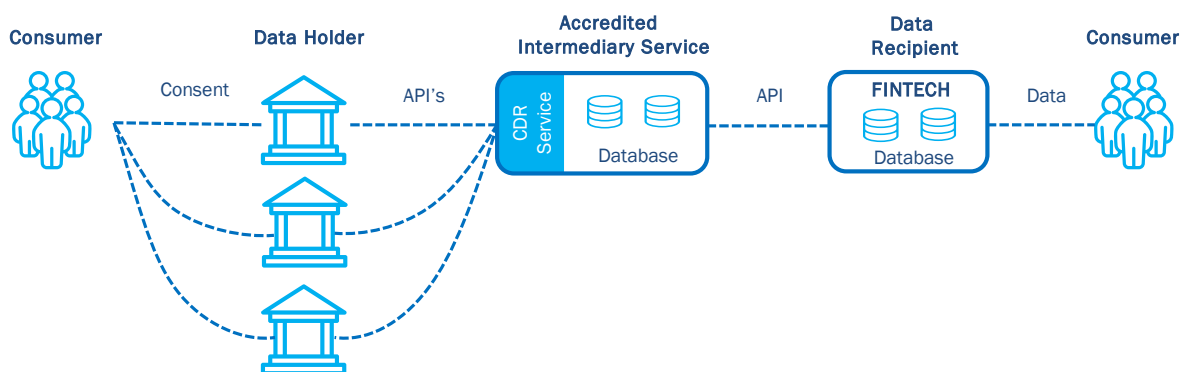 Consumer
Data Holder
Accredited
Intermediary Service
Data
Recipient
Consumer
Consent
API's
CDR
Service
Database
API
FINTECH
Database
Data